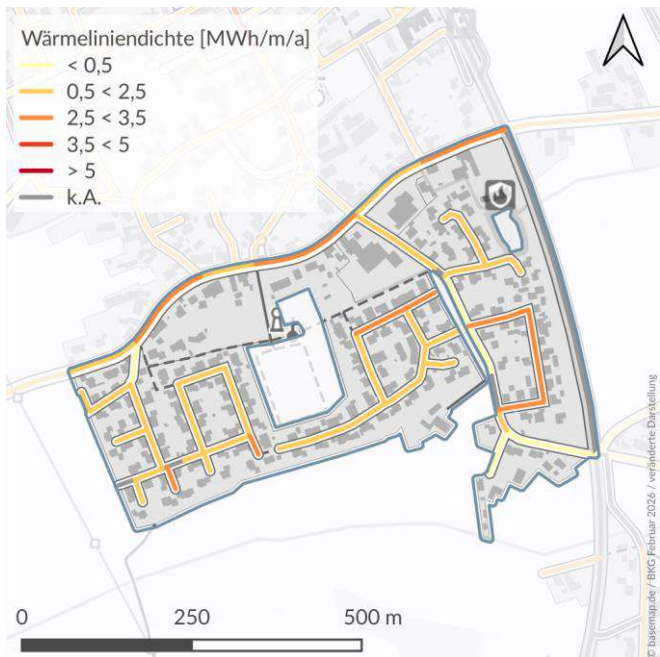 Wärmeliniendichte [MWh/m/a]
< 0,5
0,5 < 2,5
2,5 < 3,5
3,5 < 5
> 5
k.A.
0 250 500 m
© basemap.de / BKG Februar 2026 / veränderte Darstellung